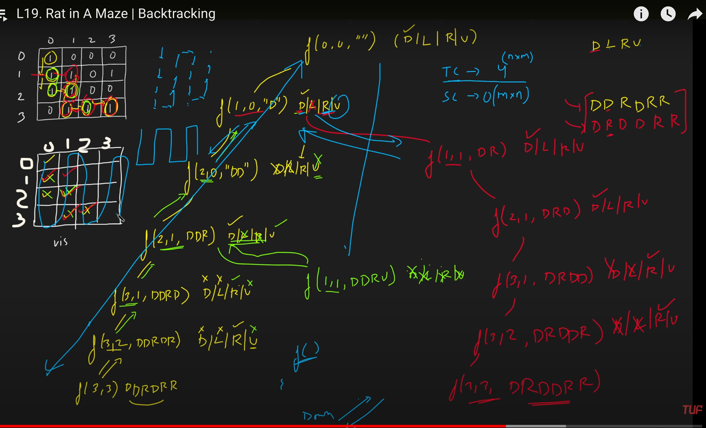 L19. Rat in A Maze | Backtracking
0 1 2 3
0 1 0 0 0
1 1 1 0 1
2 1 1 0 0
3 0 1 1 1
0 1 2 3
0
1
2
3
vis
f(0,0,"") (D/L/R/U)
f(1,0,"D") D/L/R/U
f(2,0,"DD") D/L/R/U
f(2,1,DDR) D/L/R/U
f(3,1,DDRD) D/L/R/U
f(3,2,DDRDR) D/L/R/U
f(3,3) DDRDRR
f(1,1,DDRU) D/L/R/U
f()
DLRU
TC → 4^(n×m)
SC → O(m×n)
DDRDRR
DRDDRR
f(1,1,DR) D/L/R/U
f(2,1,DRD) D/L/R/U
f(3,1,DRDD) D/L/R/U
f(3,2,DRDDR) D/L/R/U
f(3,3,DRDDRR)
TUF